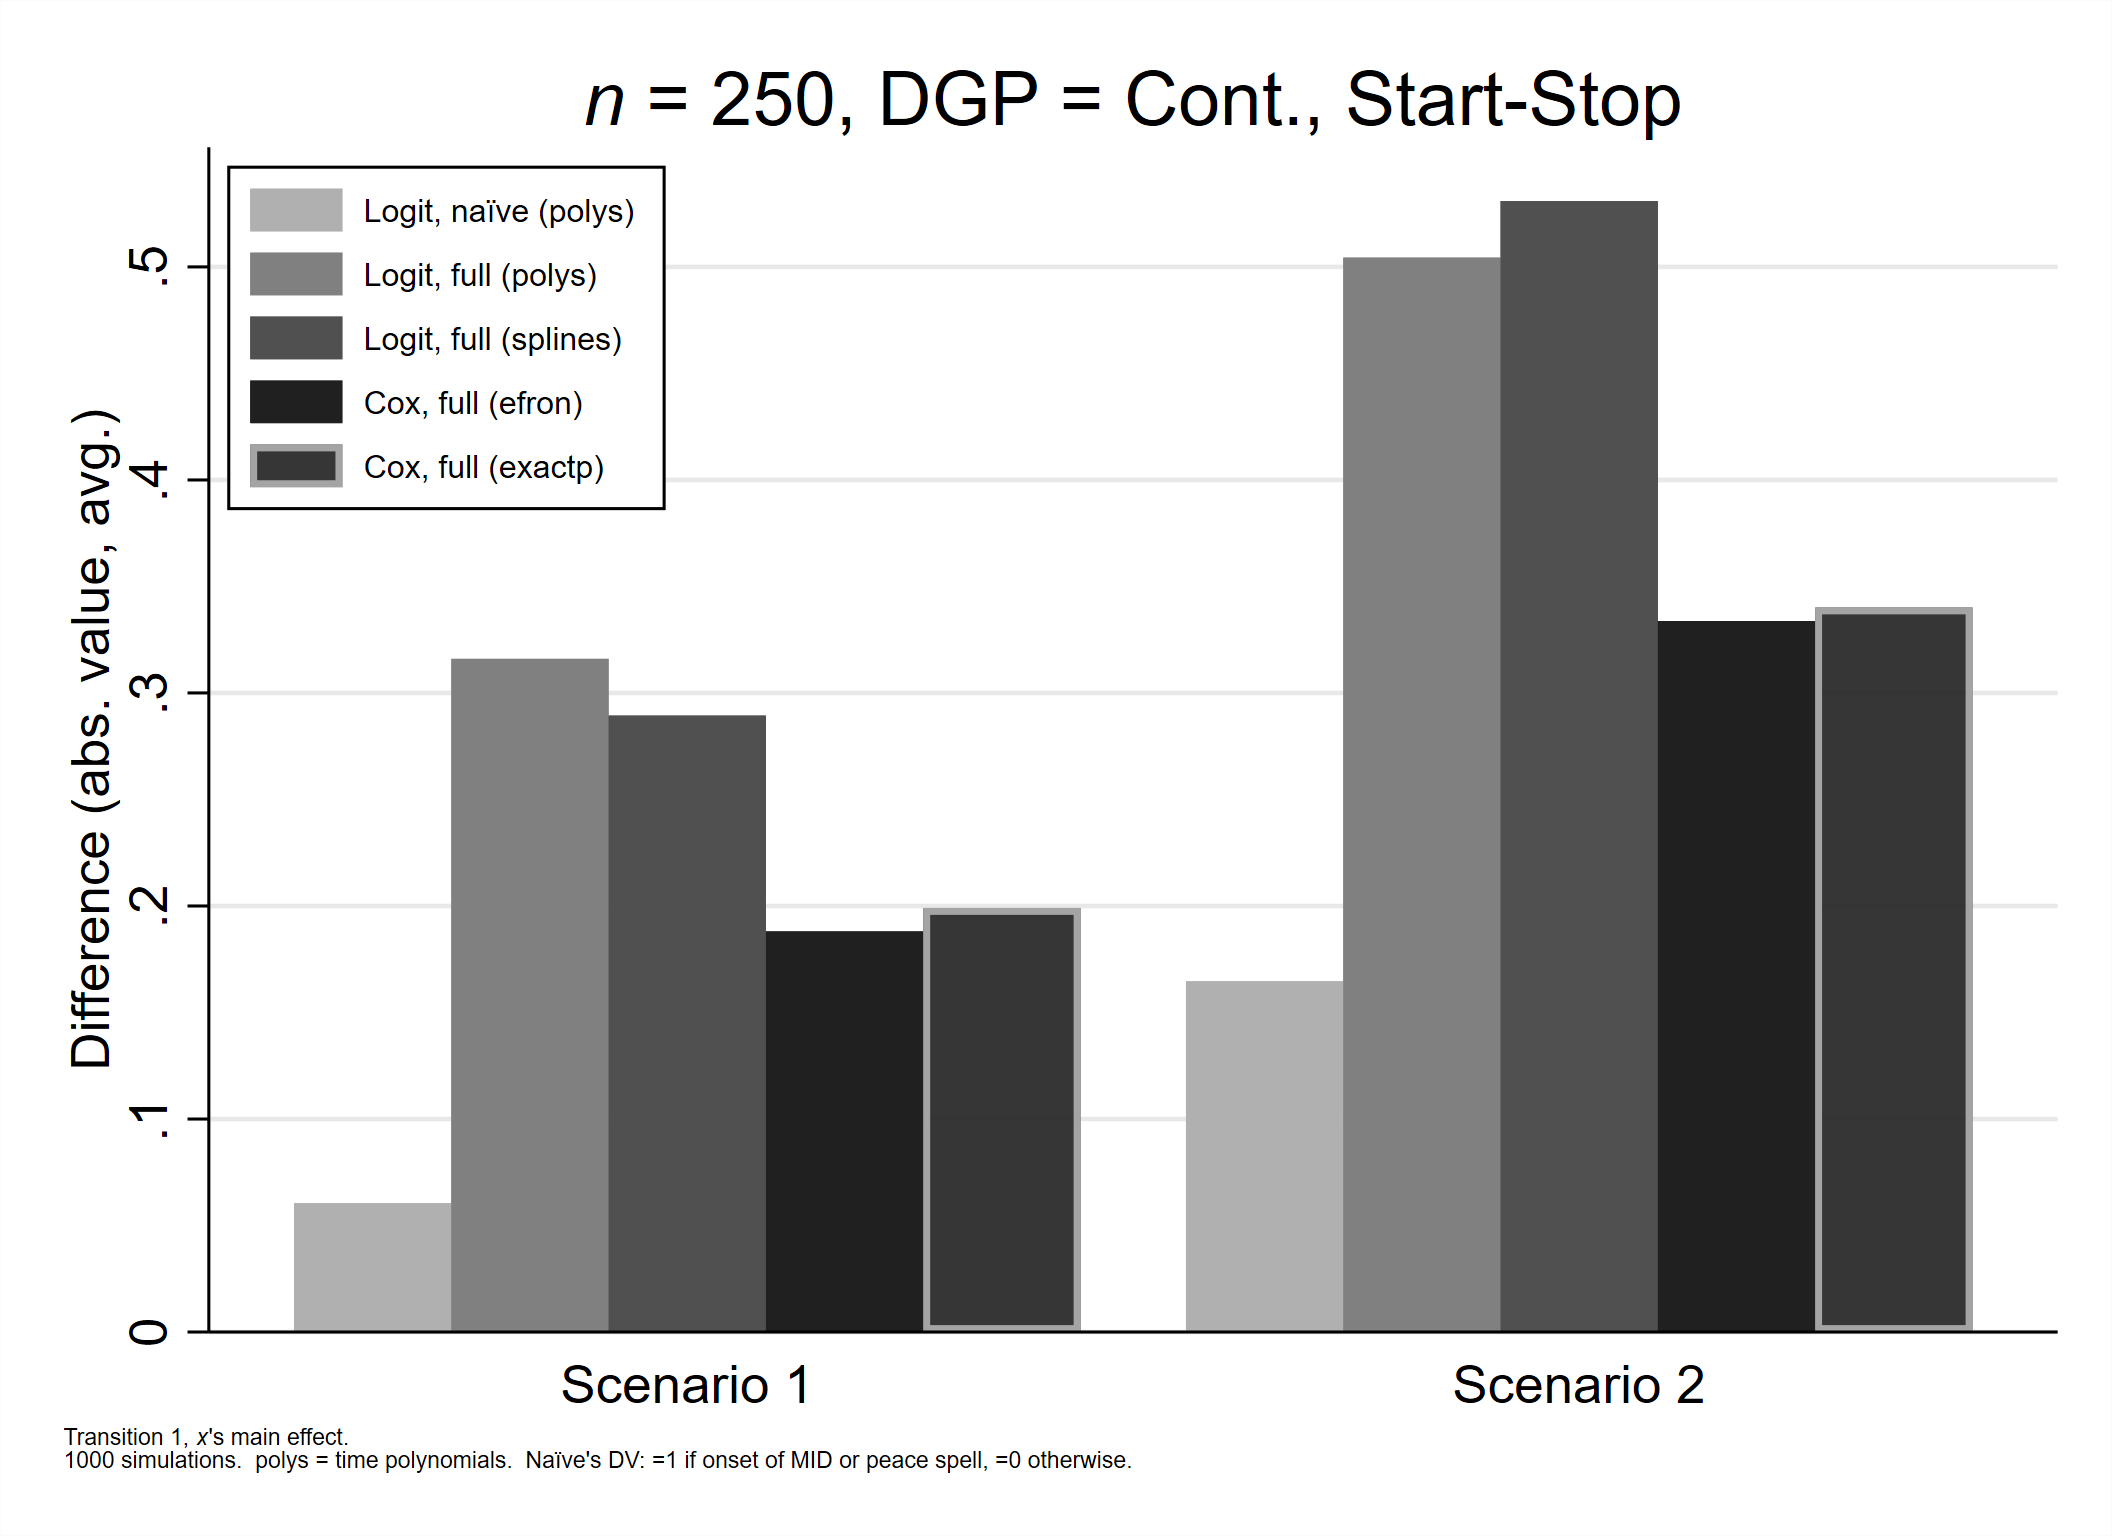 n = 250, DGP = Cont., Start-Stop
Logit, naïve (polys)
Logit, full (polys)
Logit, full (splines)
Cox, full (efron)
Cox, full (exactp)
Difference (abs. value, avg.)
.5
.4
.3
.2
.1
0
Scenario 1
Scenario 2
Transition 1, x's main effect.
1000 simulations.  polys = time polynomials.  Naïve's DV: =1 if onset of MID or peace spell, =0 otherwise.